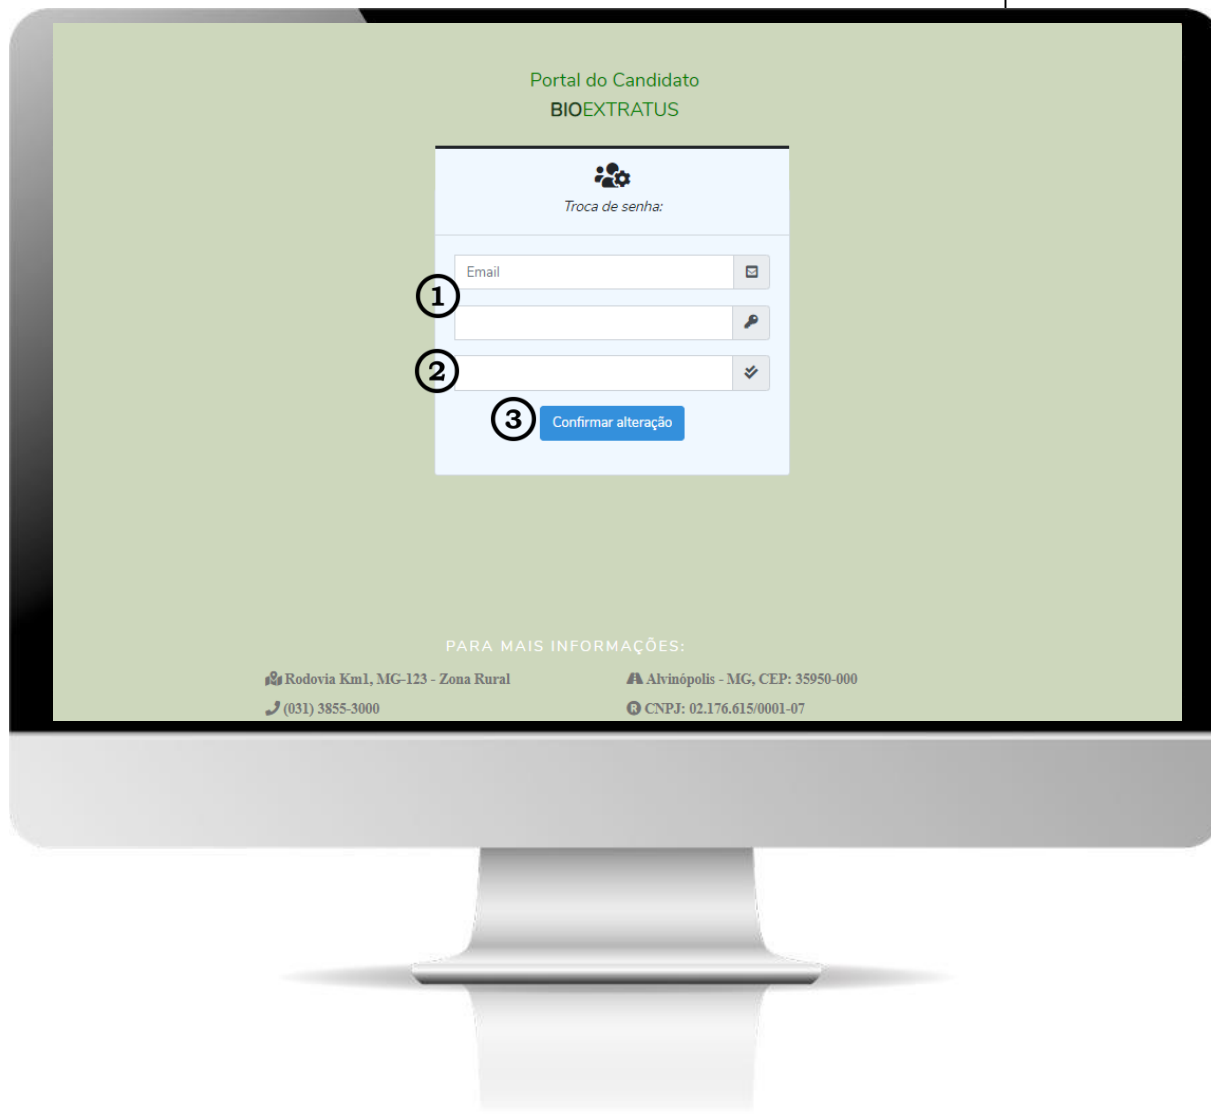 Portal do Candidato
BIOEXTRATUS
Troca de senha:
Email
1
2
3 Confirmar alteração
PARA MAIS INFORMAÇÕES:
Rodovia Km1, MG-123 - Zona Rural
Alvinópolis - MG, CEP: 35950-000
(031) 3855-3000
CNPJ: 02.176.615/0001-07